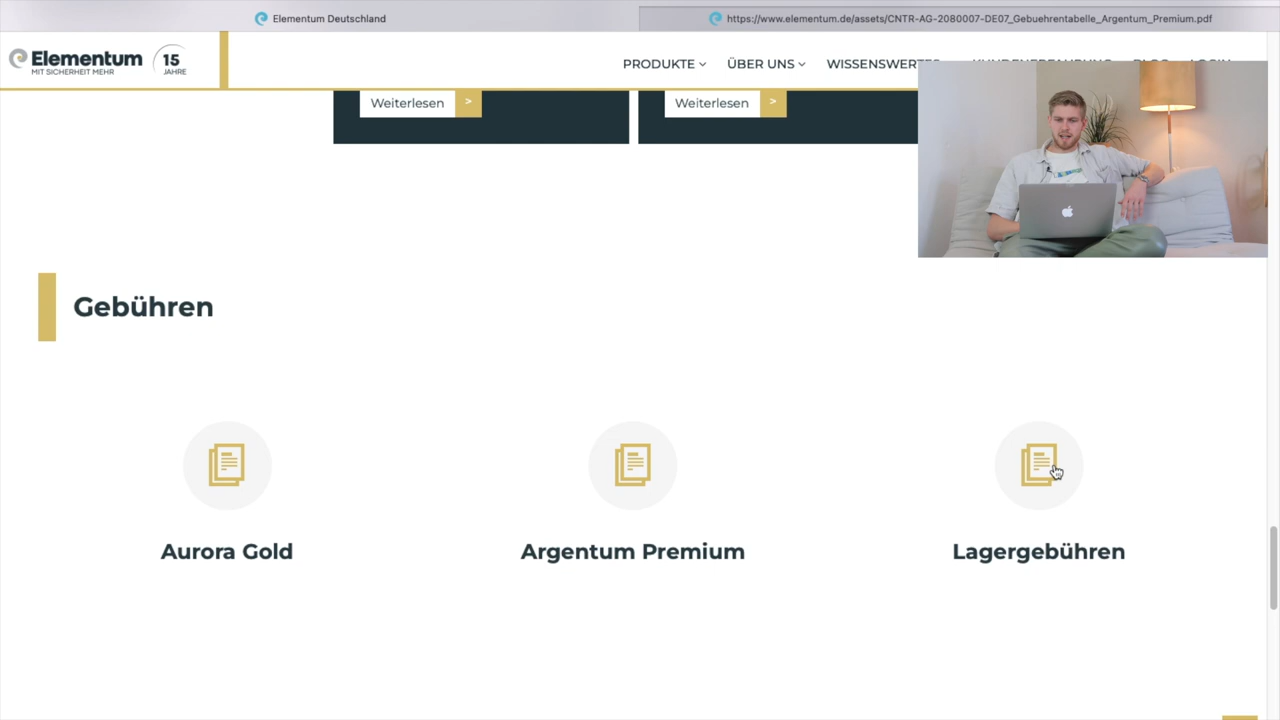 Elementum Deutschland
https://www.elementum.de/assets/CNTR-AG-2080007-DE07_Gebuehrentabelle_Argentum_Premium.pdf
Elementum
MIT SICHERHEIT MEHR
15
JAHRE
PRODUKTE
ÜBER UNS
WISSENSWERTES
Weiterlesen >
Weiterlesen >
Gebühren
Aurora Gold
Argentum Premium
Lagergebühren